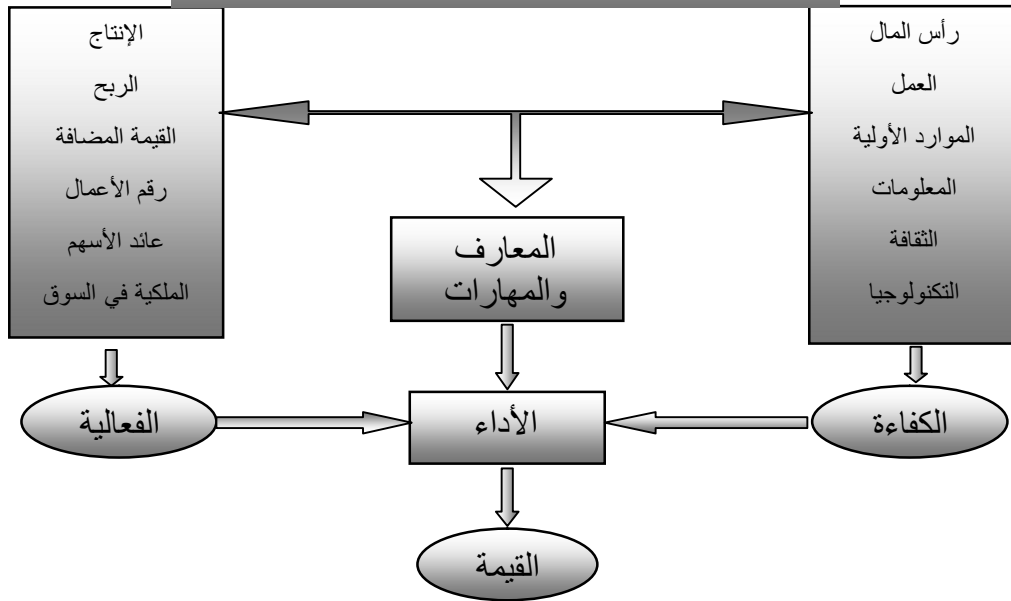 رأس المال
العمل
الموارد الأولية
المعلومات
الثقافة
التكنولوجيا
الإنتاج
الربح
القيمة المضافة
رقم الأعمال
عائد الأسهم
الملكية في السوق
المعارف
والمهارات
الكفاءة
الأداء
الفعالية
القيمة